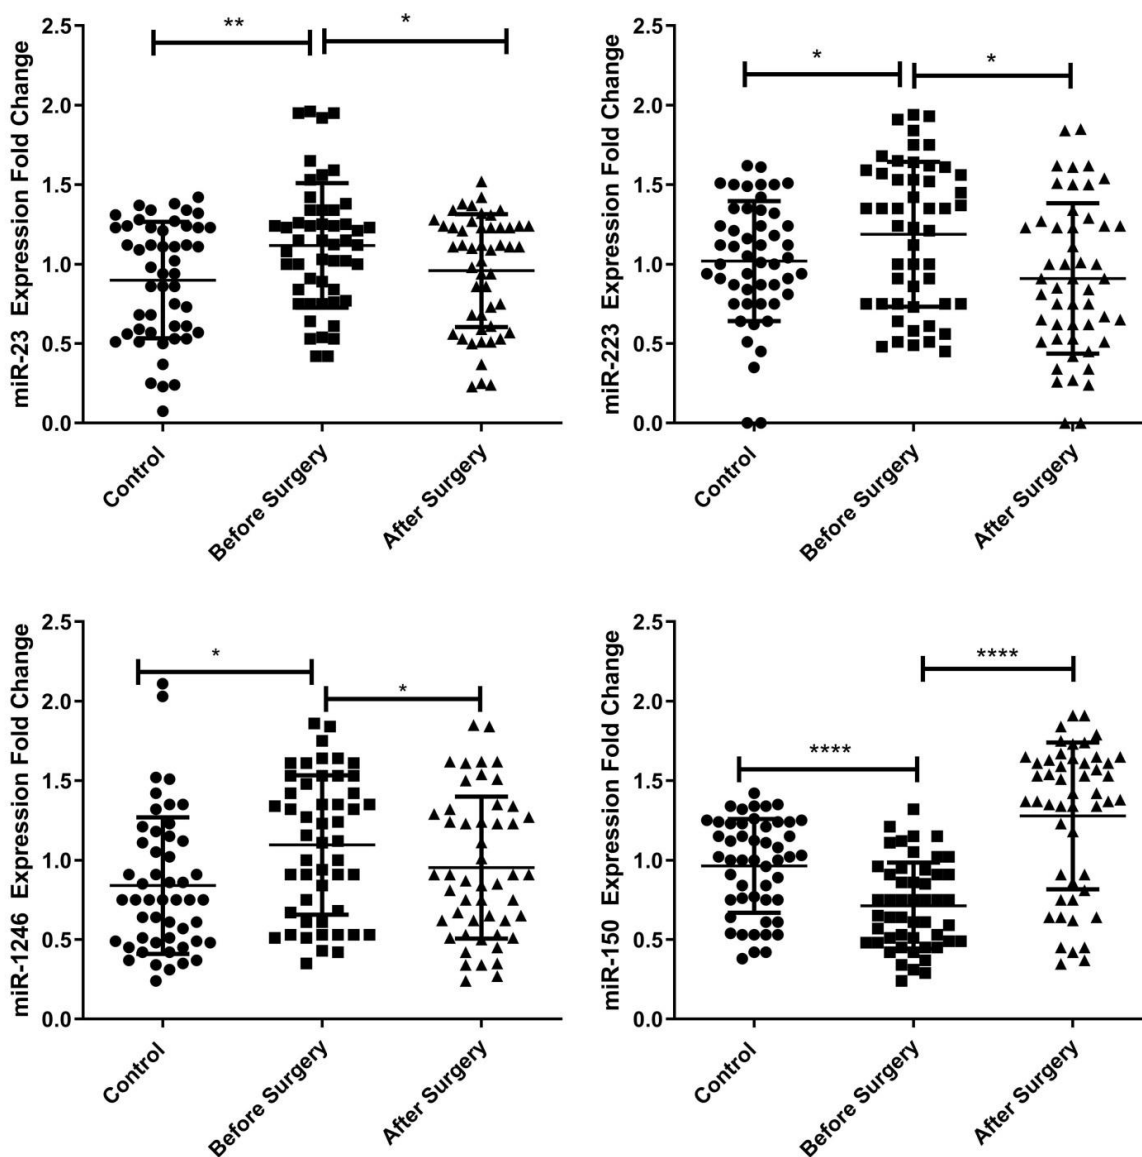 miR-23 Expression Fold Change
2.5
2.0
1.5
1.0
0.5
0.0
**
*
Control
Before Surgery
After Surgery
miR-223 Expression Fold Change
2.5
2.0
1.5
1.0
0.5
0.0
*
*
Control
Before Surgery
After Surgery
miR-1246 Expression Fold Change
2.5
2.0
1.5
1.0
0.5
0.0
*
*
Control
Before Surgery
After Surgery
miR-150 Expression Fold Change
2.5
2.0
1.5
1.0
0.5
0.0
****
****
Control
Before Surgery
After Surgery